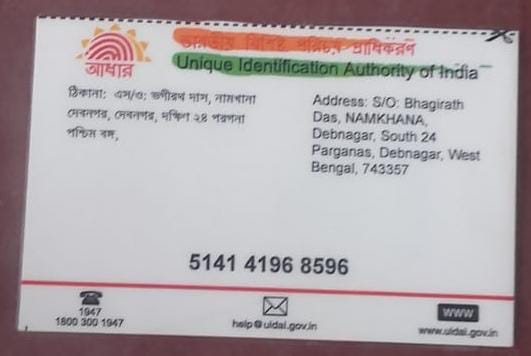 ভারতীয় বিশিষ্ট পরিচয় প্রাধিকরণ
Unique Identification Authority of India
আধার
ঠিকানা: এস/ও: ভগীরথ দাস, নামখানা
দেবনগর, দেবনগর, দক্ষিণ ২৪ পরগনা
পশ্চিম বঙ্গ,
Address: S/O: Bhagirath
Das, NAMKHANA,
Debnagar, South 24
Parganas, Debnagar, West
Bengal, 743357
5141 4196 8596
1947
1800 300 1947
help@uidai.gov.in
WWW
www.uidai.gov.in